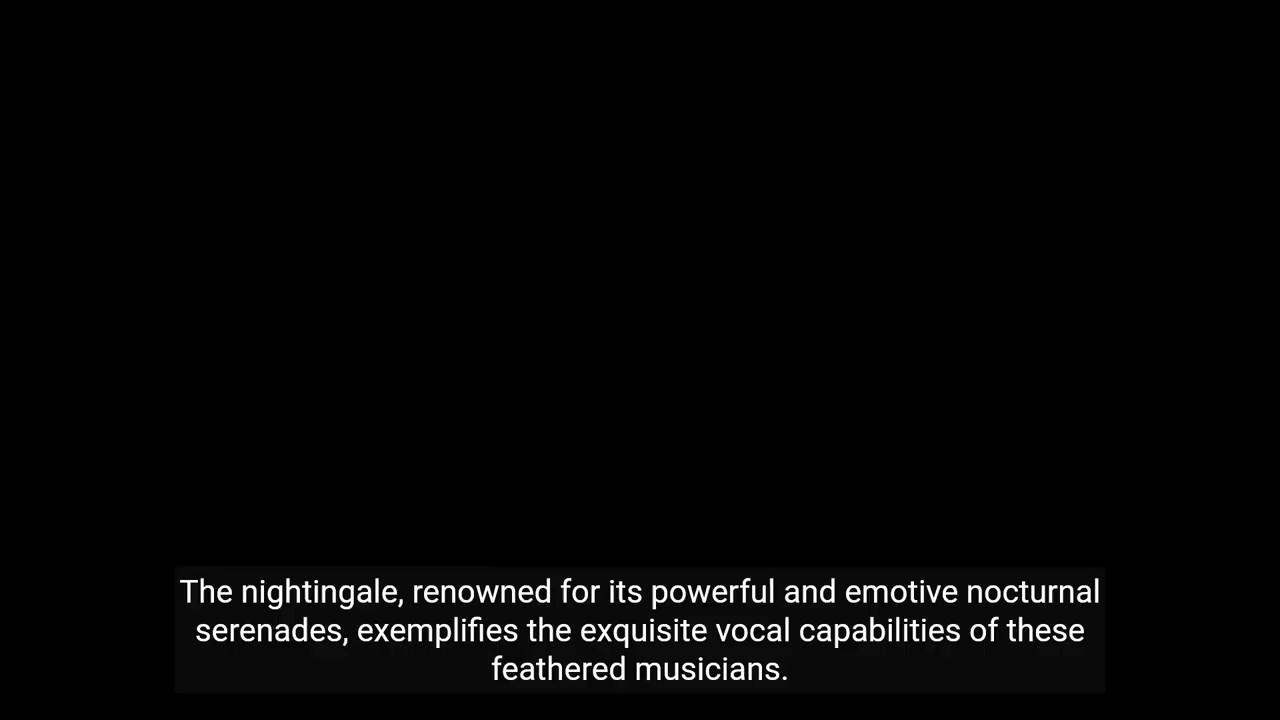 The nightingale, renowned for its powerful and emotive nocturnal
serenades, exemplifies the exquisite vocal capabilities of these
feathered musicians.